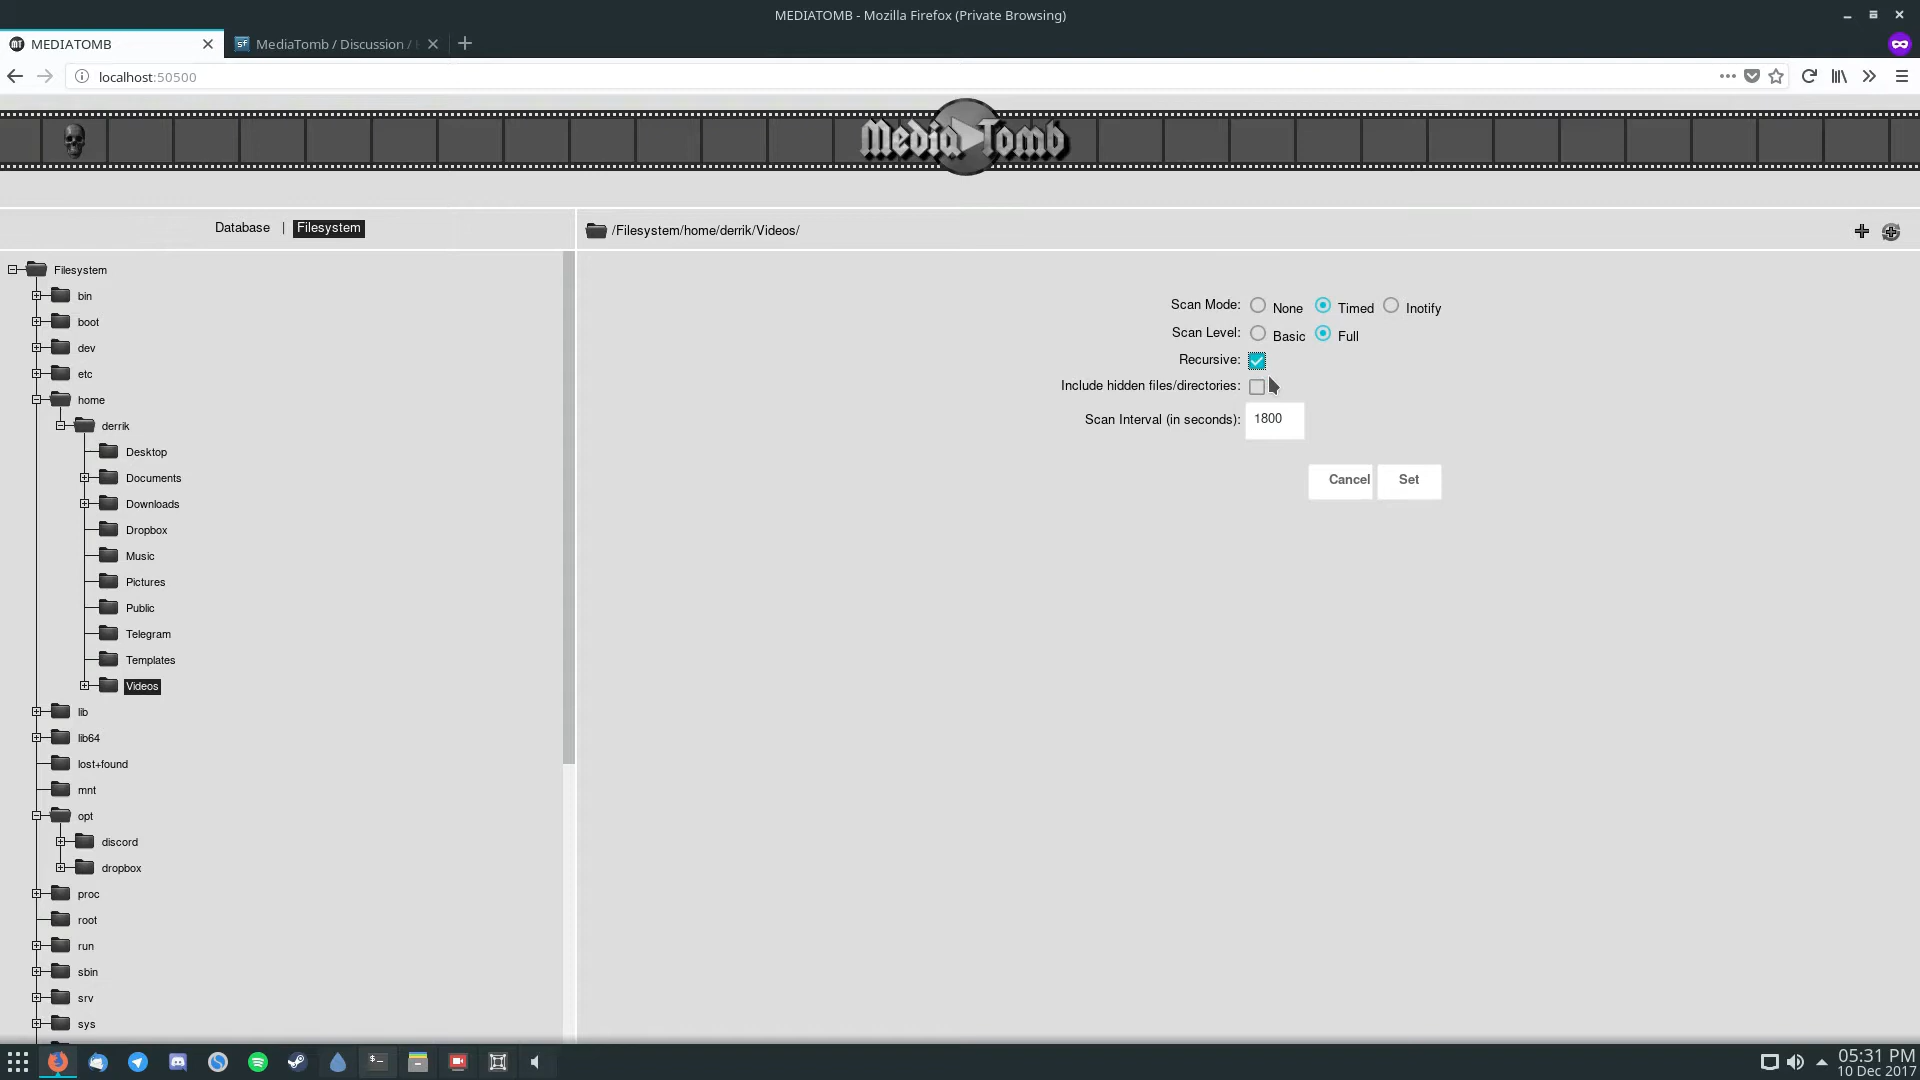 MEDIATOMB - Mozilla Firefox (Private Browsing)
MEDIATOMB
MediaTomb / Discussion /
localhost:50500
MediaTomb
Database | Filesystem
/Filesystem/home/derrik/Videos/
Filesystem
bin
boot
dev
etc
home
derrik
Desktop
Documents
Downloads
Dropbox
Music
Pictures
Public
Telegram
Templates
Videos
lib
lib64
lost+found
mnt
opt
discord
dropbox
proc
root
run
sbin
srv
sys
Scan Mode: None Timed Inotify
Scan Level: Basic Full
Recursive:
Include hidden files/directories:
Scan Interval (in seconds): 1800
Cancel Set
05:31 PM
10 Dec 2017